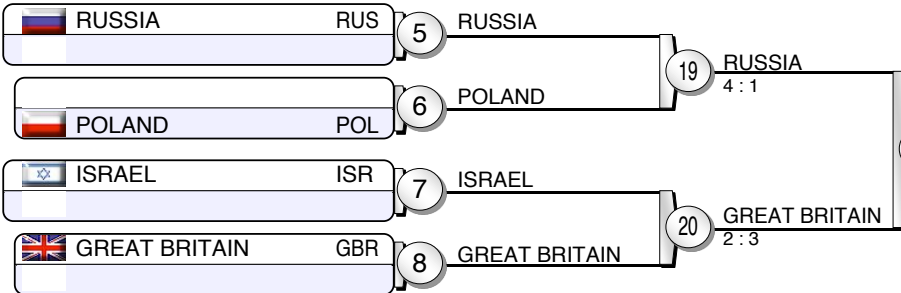 RUSSIA RUS
5
RUSSIA
19
RUSSIA
4 : 1
6
POLAND
POLAND POL
ISRAEL ISR
7
ISRAEL
20
GREAT BRITAIN
2 : 3
GREAT BRITAIN GBR
8
GREAT BRITAIN